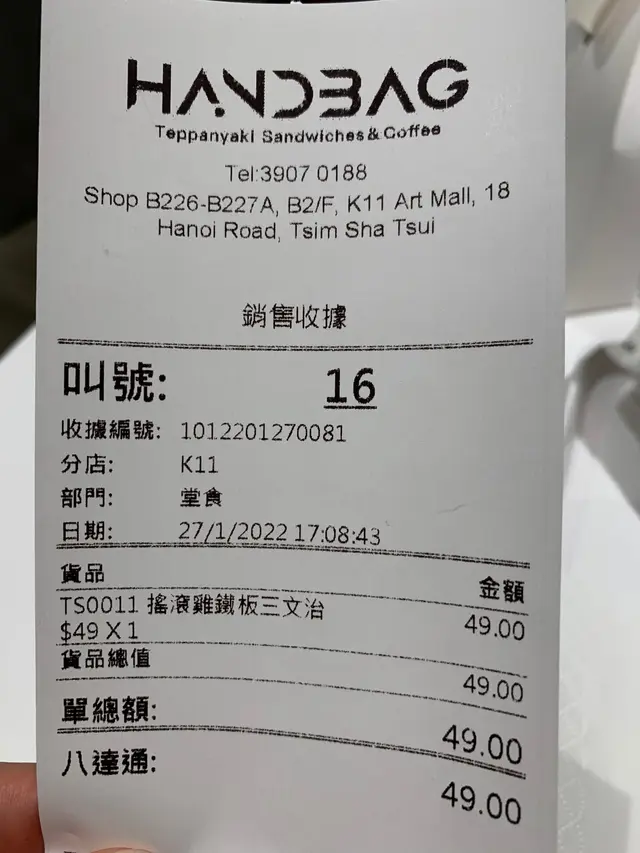 HANDBAG
Teppanyaki Sandwiches & Coffee
Tel:3907 0188
Shop B226-B227A, B2/F, K11 Art Mall, 18
Hanoi Road, Tsim Sha Tsui
銷售收據
叫號: 16
收據編號: 1012201270081
分店: K11
部門: 堂食
日期: 27/1/2022 17:08:43
貨品 金額
TS0011 搖滾雞鐵板三文治
$49 X 1 49.00
貨品總值 49.00
單總額: 49.00
八達通: 49.00